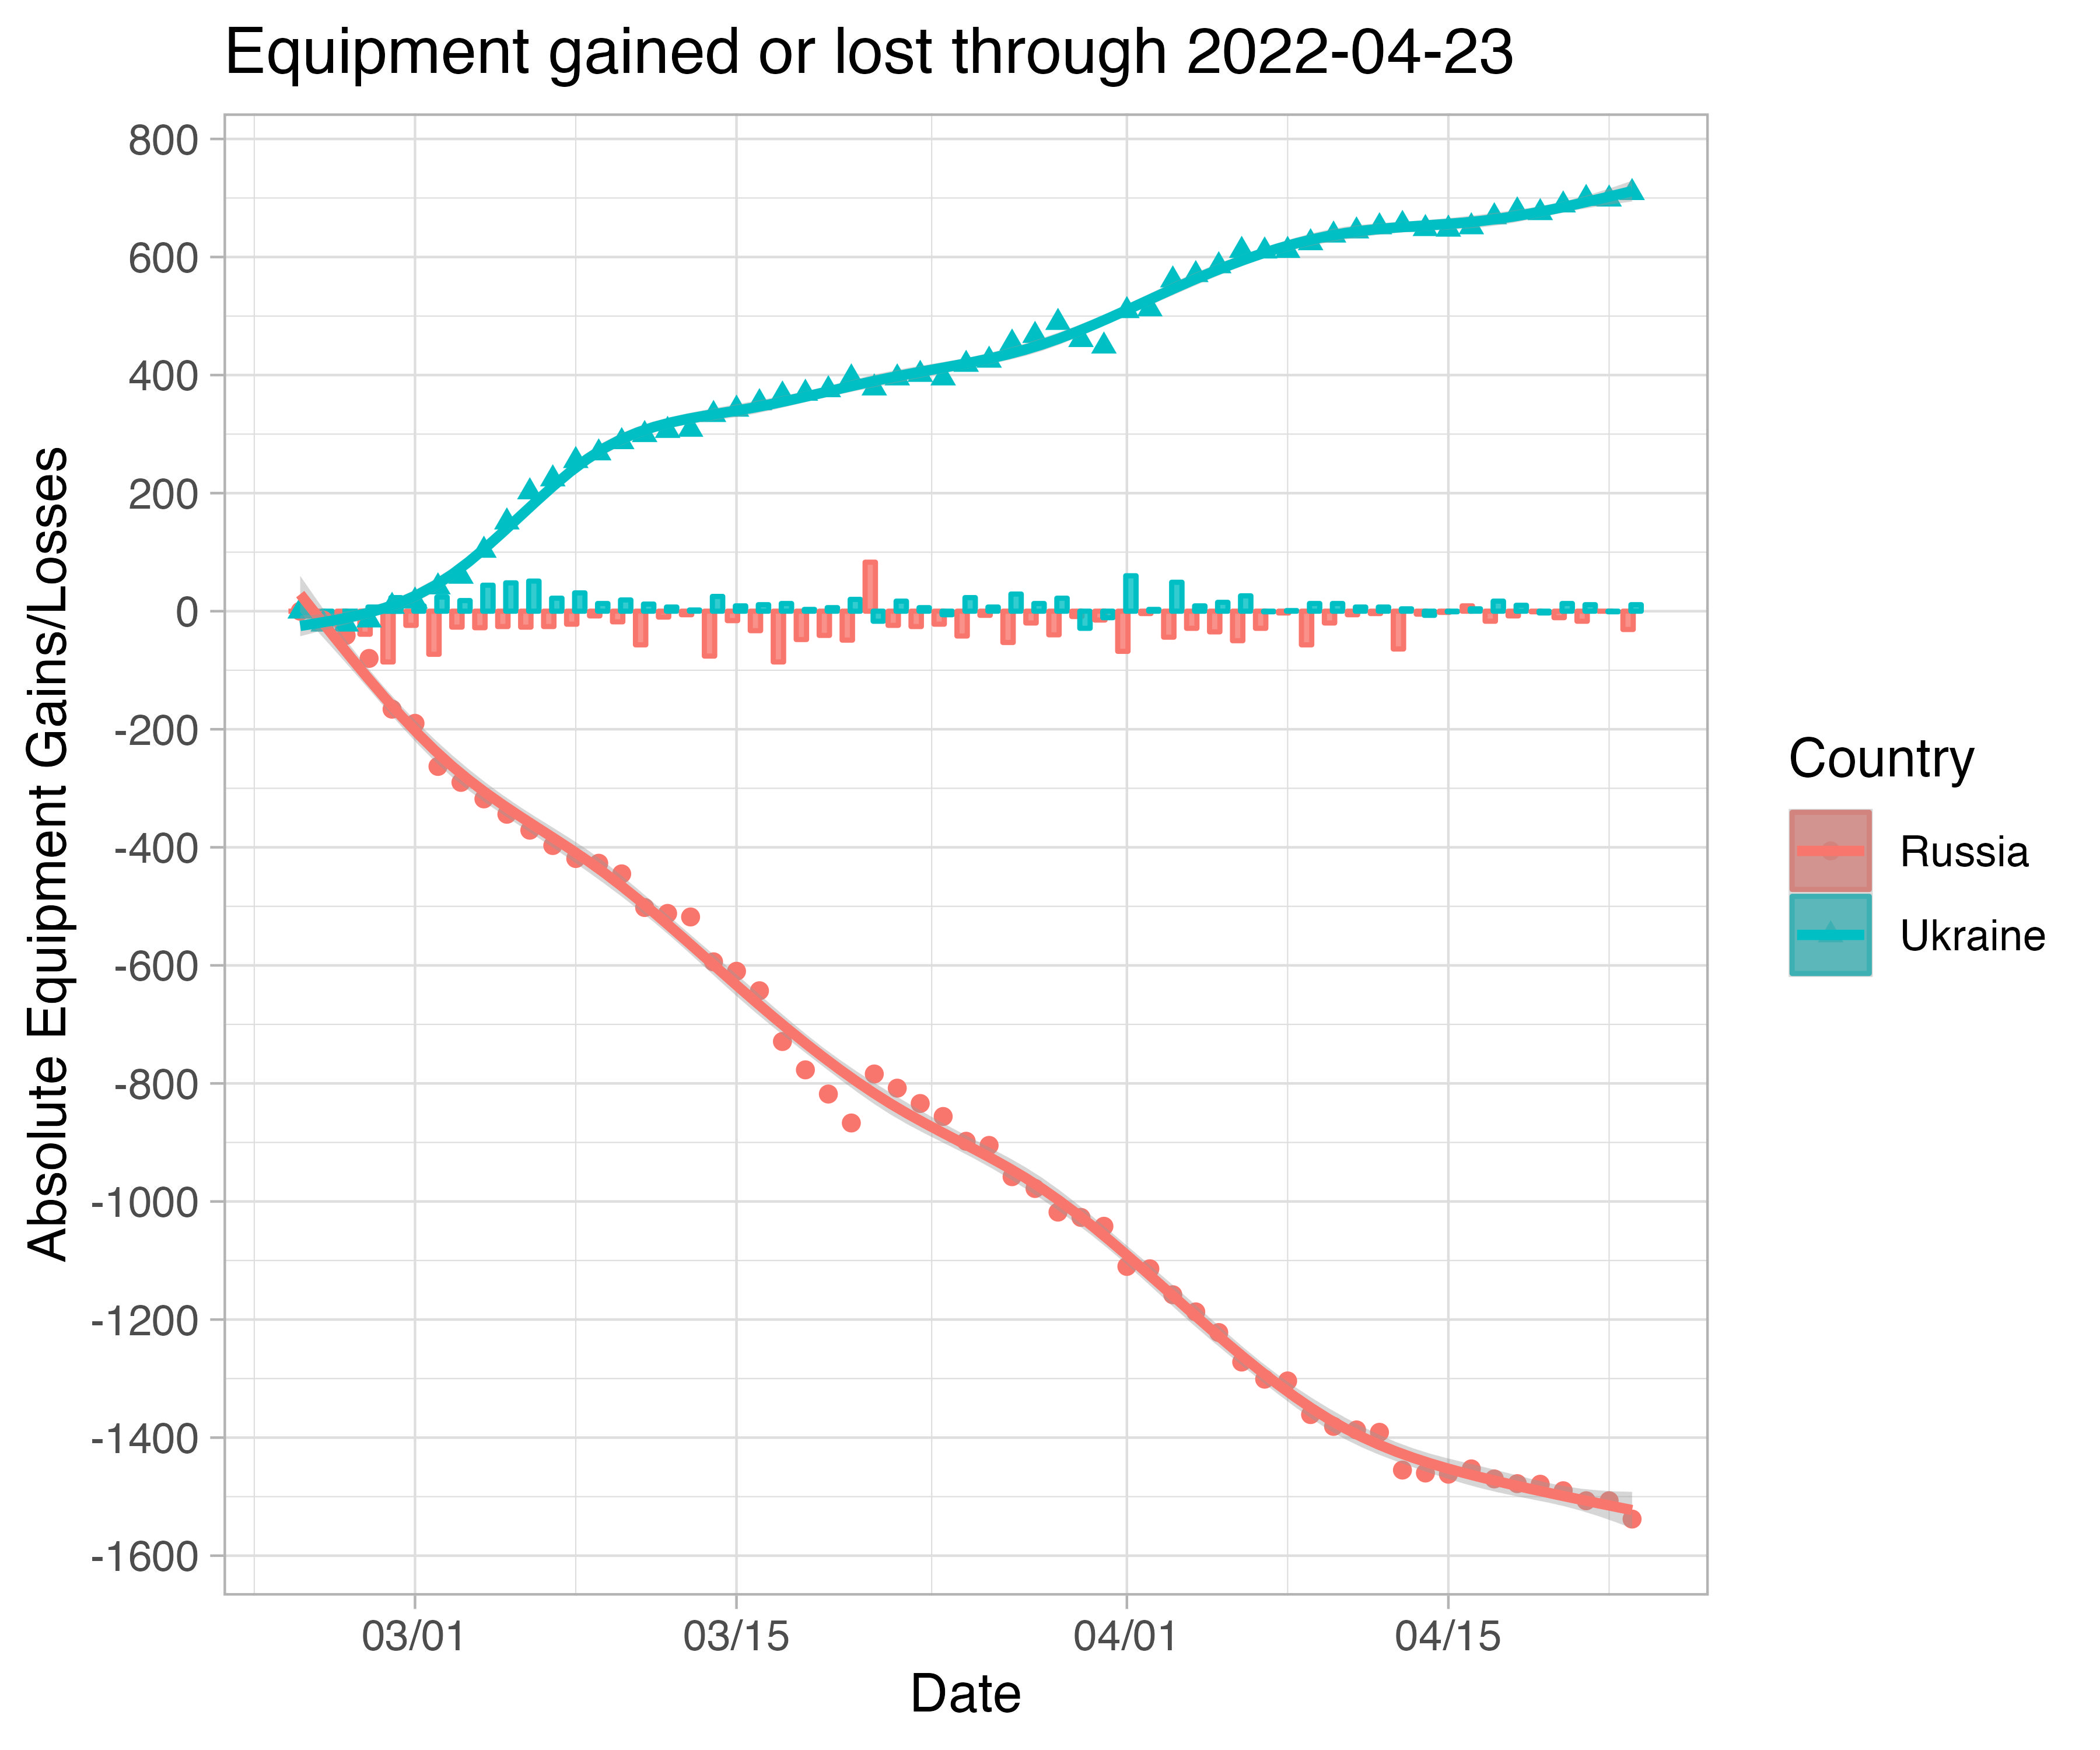 Equipment gained or lost through 2022-04-23
Absolute Equipment Gains/Losses
800
600
400
200
0
-200
-400
-600
-800
-1000
-1200
-1400
-1600
03/01
03/15
04/01
04/15
Date
Country
Russia
Ukraine